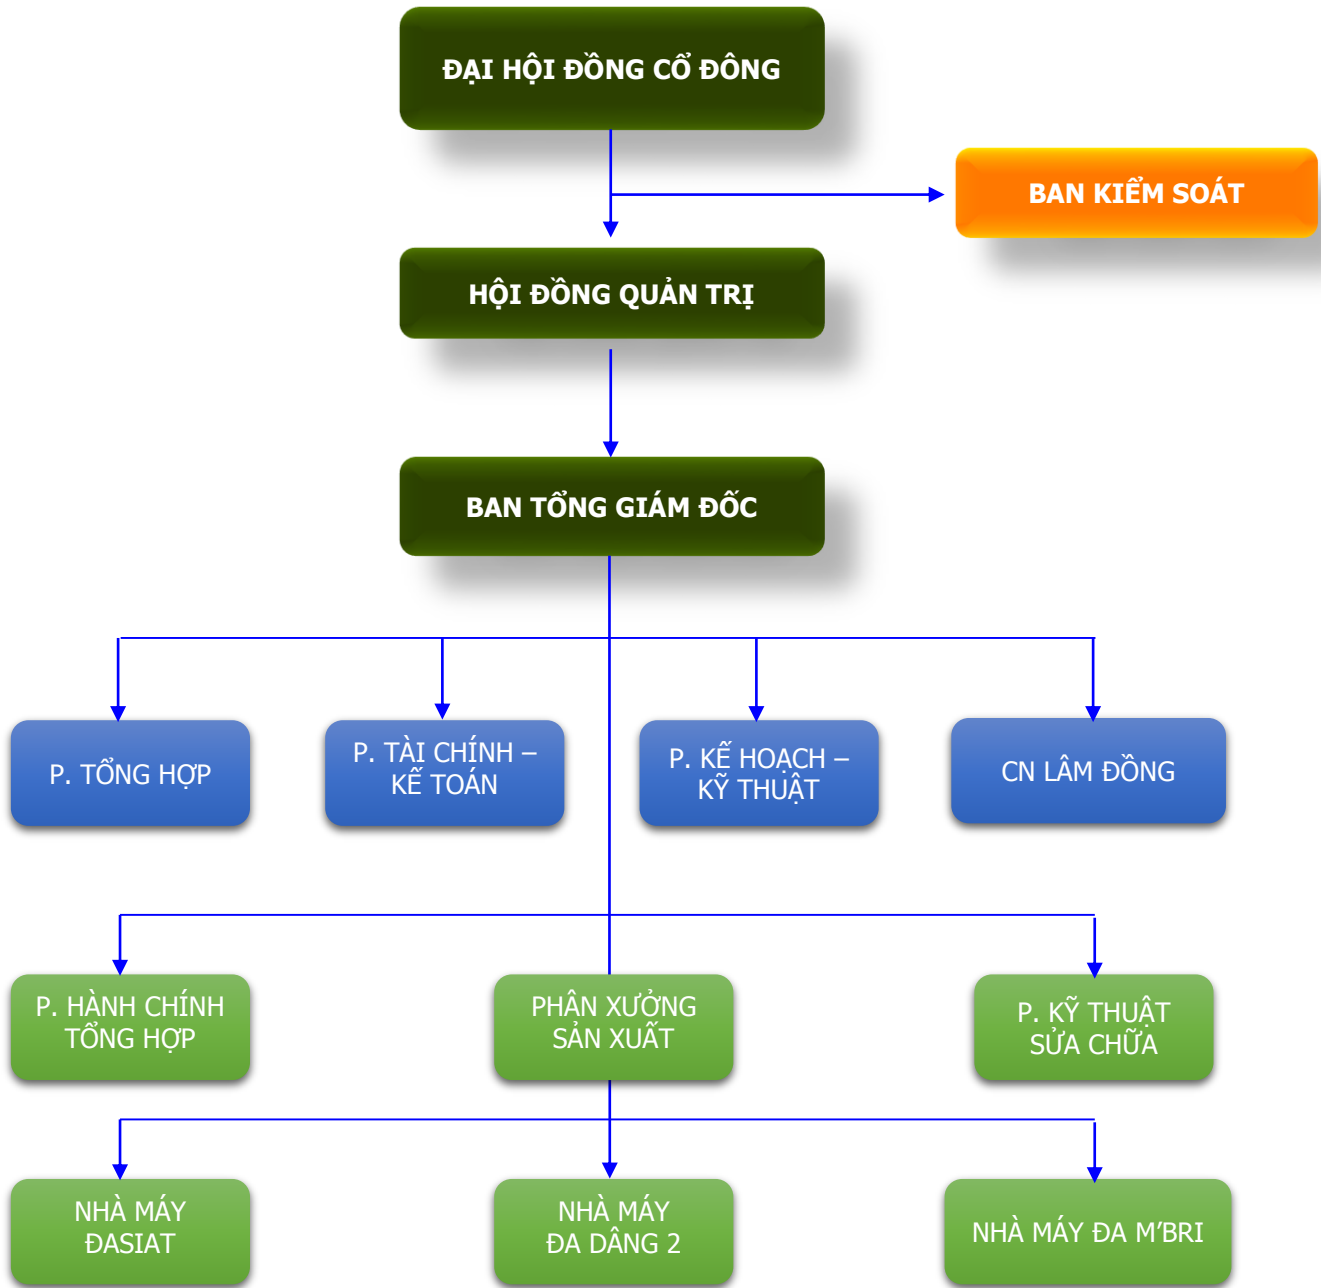 ĐẠI HỘI ĐỒNG CỔ ĐÔNG
BAN KIỂM SOÁT
HỘI ĐỒNG QUẢN TRỊ
BAN TỔNG GIÁM ĐỐC
P. TỔNG HỢP
P. TÀI CHÍNH –
KẾ TOÁN
P. KẾ HOẠCH –
KỸ THUẬT
CN LÂM ĐỒNG
P. HÀNH CHÍNH
TỔNG HỢP
PHÂN XƯỞNG
SẢN XUẤT
P. KỸ THUẬT
SỬA CHỮA
NHÀ MÁY
ĐASIAT
NHÀ MÁY
ĐA DÂNG 2
NHÀ MÁY ĐA M’BRI